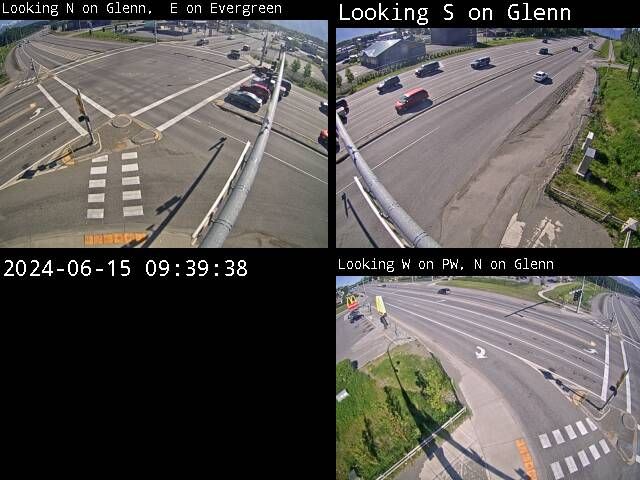 Looking N on Glenn,  E on Evergreen
Looking S on Glenn
2024-06-15 09:39:38
Looking W on PW, N on Glenn